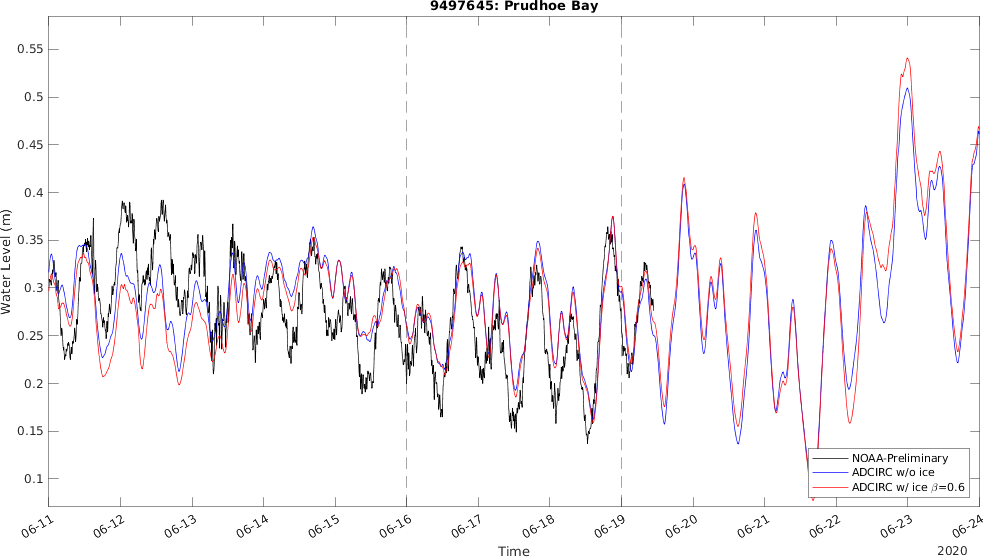 9497645: Prudhoe Bay
Water Level (m)
0.55
0.5
0.45
0.4
0.35
0.3
0.25
0.2
0.15
0.1
NOAA-Preliminary
ADCIRC w/o ice
ADCIRC w/ ice β=0.6
06-11 06-12 06-13 06-14 06-15 06-16 06-17 06-18 06-19 06-20 06-21 06-22 06-23 06-24
Time
2020